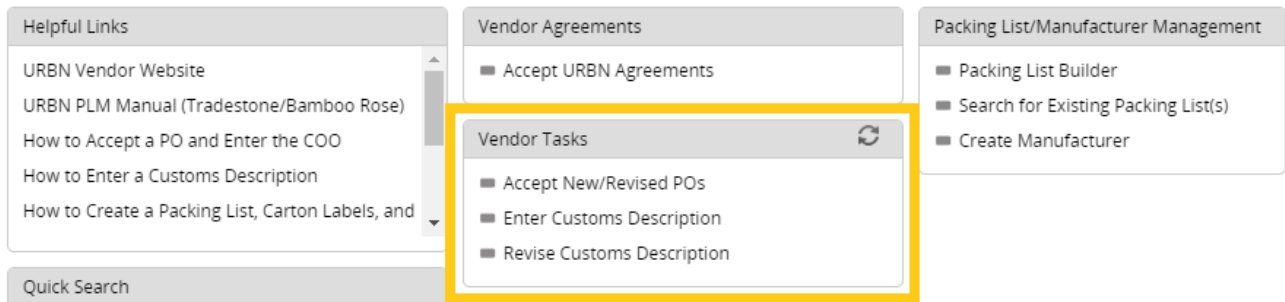 Helpful Links
URBN Vendor Website
URBN PLM Manual (Tradestone/Bamboo Rose)
How to Accept a PO and Enter the COO
How to Enter a Customs Description
How to Create a Packing List, Carton Labels, and
Quick Search
Vendor Agreements
Accept URBN Agreements
Vendor Tasks
Accept New/Revised POs
Enter Customs Description
Revise Customs Description
Packing List/Manufacturer Management
Packing List Builder
Search for Existing Packing List(s)
Create Manufacturer